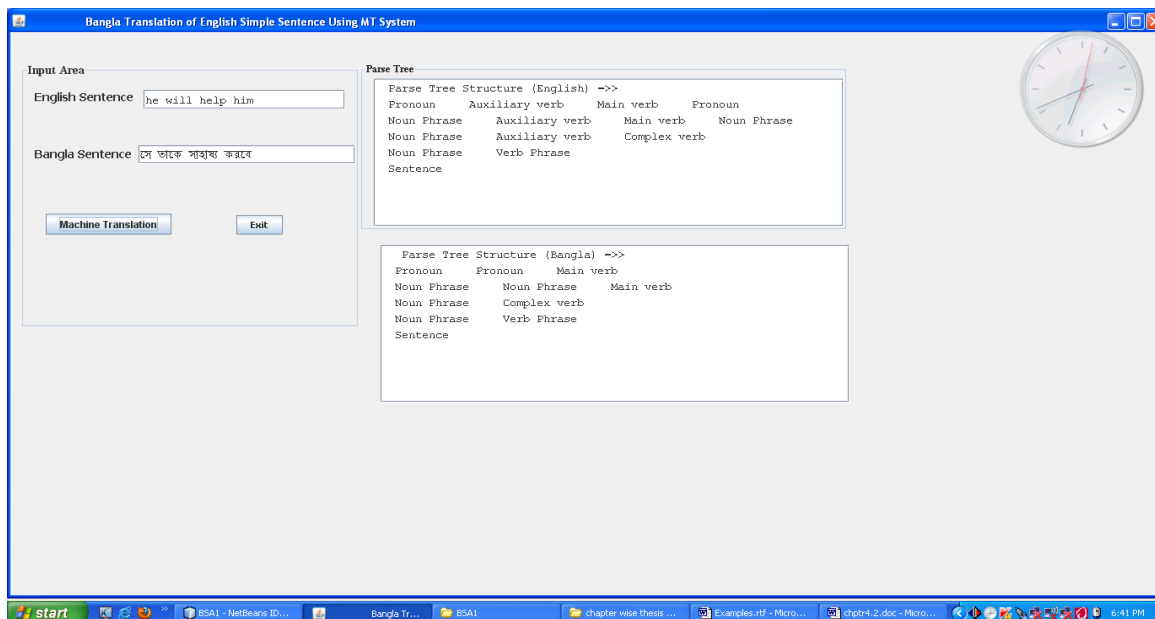 Bangla Translation of English Simple Sentence Using MT System
Input Area
English Sentence he will help him
Bangla Sentence সে তাকে সাহায্য করবে
Machine Translation Exit
Parse Tree
Parse Tree Structure (English) ->>
Pronoun Auxiliary verb Main verb Pronoun
Noun Phrase Auxiliary verb Main verb Noun Phrase
Noun Phrase Auxiliary verb Complex verb
Noun Phrase Verb Phrase
Sentence
Parse Tree Structure (Bangla) ->>
Pronoun Pronoun Main verb
Noun Phrase Noun Phrase Main verb
Noun Phrase Complex verb
Noun Phrase Verb Phrase
Sentence
start BSA1 - NetBeans ID... Bangla Tr... BSA1 chapter wise thesis ... Examples.rtf - Micro... chptr4.2.doc - Micro... 6:41 PM